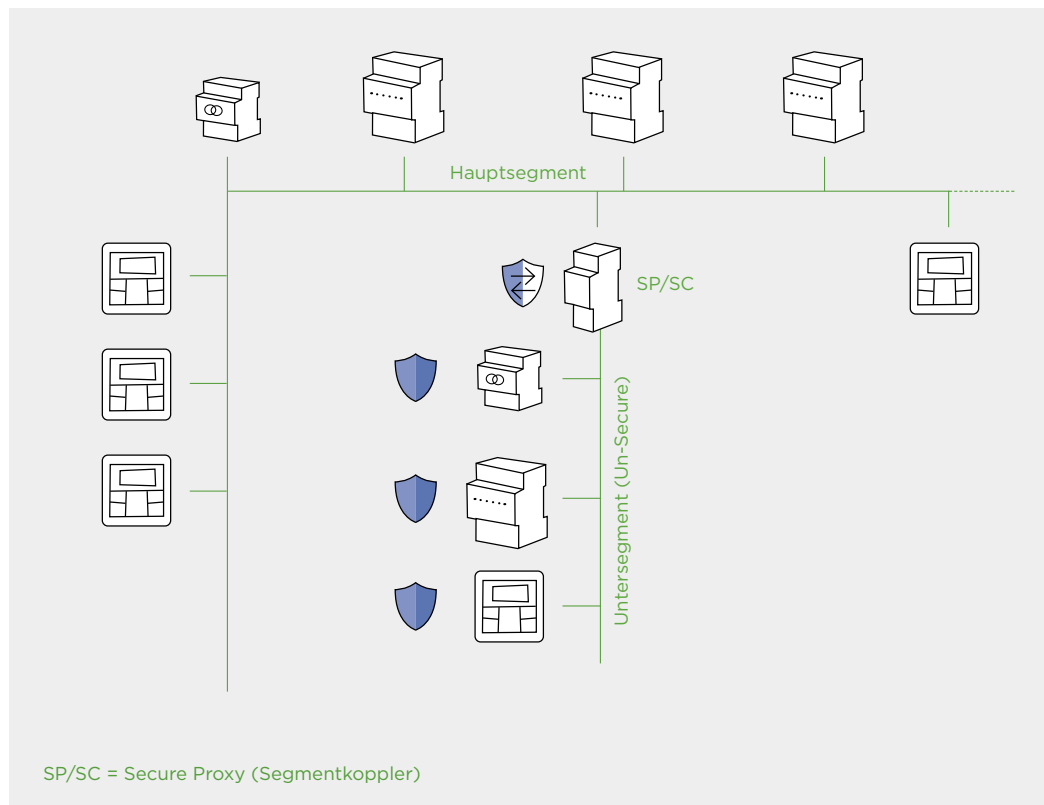 Hauptsegment
SP/SC
Untersegment (Un-Secure)
SP/SC = Secure Proxy (Segmentkoppler)